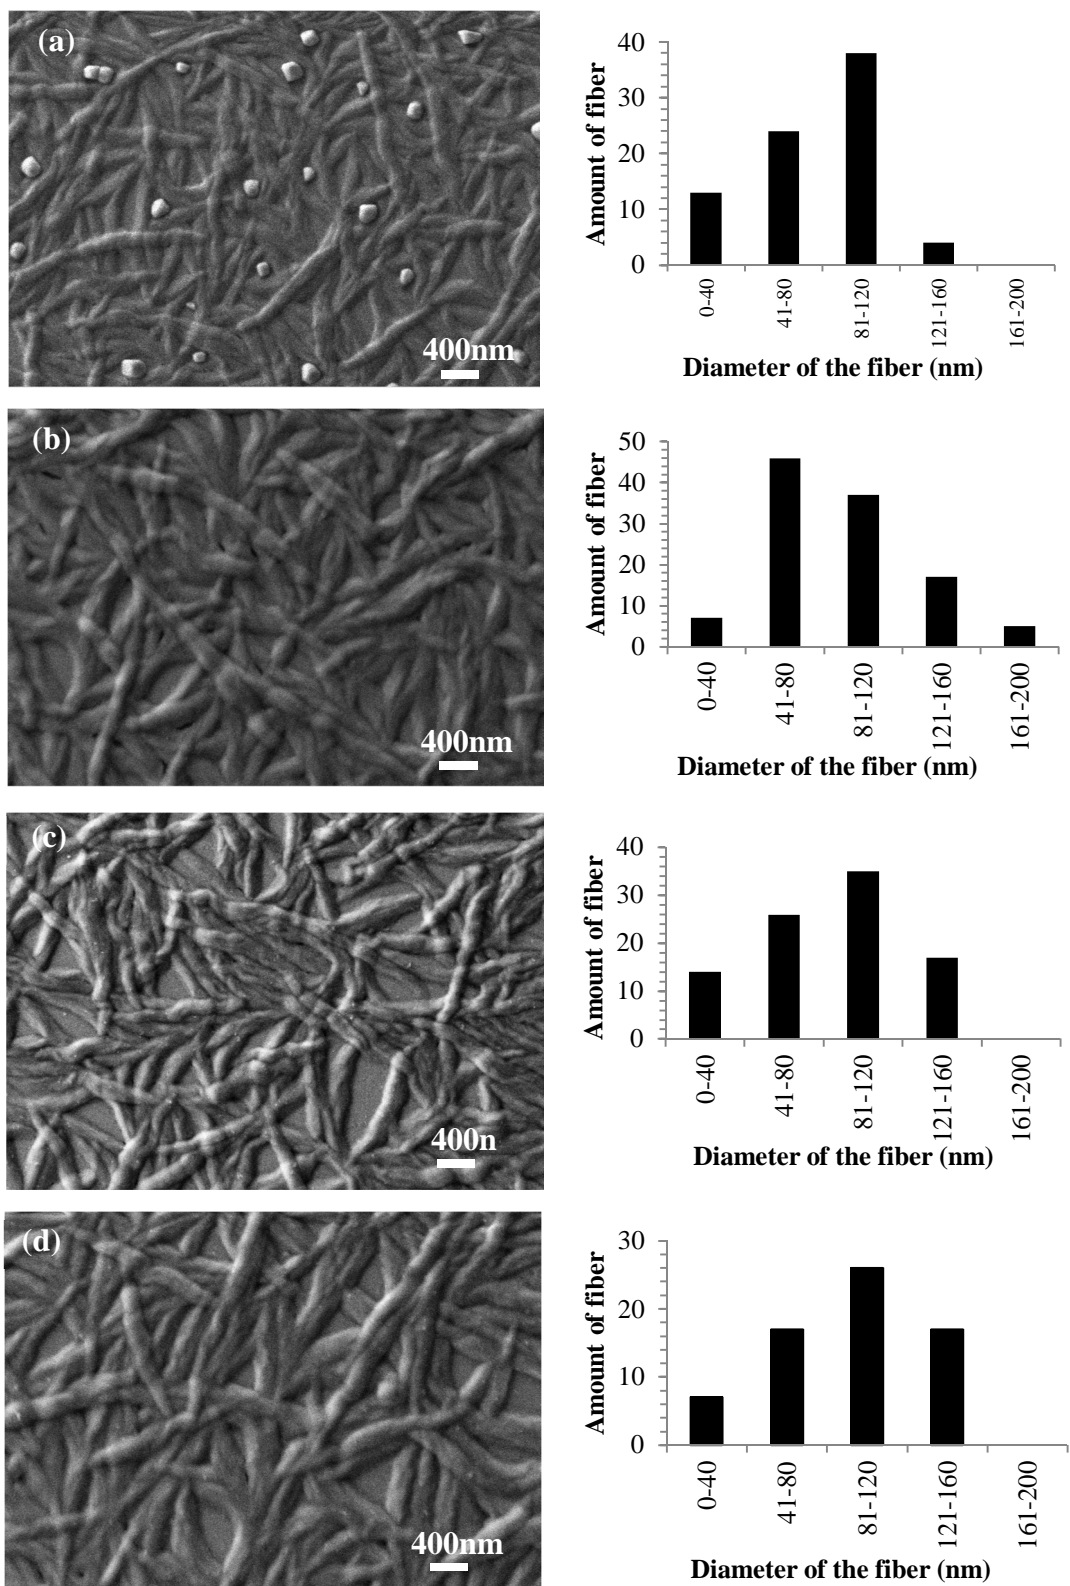 (a)
400nm
Amount of fiber
40
30
20
10
0
0-40
41-80
81-120
121-160
161-200
Diameter of the fiber (nm)
(b)
400nm
Amount of fiber
50
40
30
20
10
0
0-40
41-80
81-120
121-160
161-200
Diameter of the fiber (nm)
(c)
400n
Amount of fiber
40
30
20
10
0
0-40
41-80
81-120
121-160
161-200
Diameter of the fiber (nm)
(d)
400nm
Amount of fiber
30
20
10
0
0-40
41-80
81-120
121-160
161-200
Diameter of the fiber (nm)